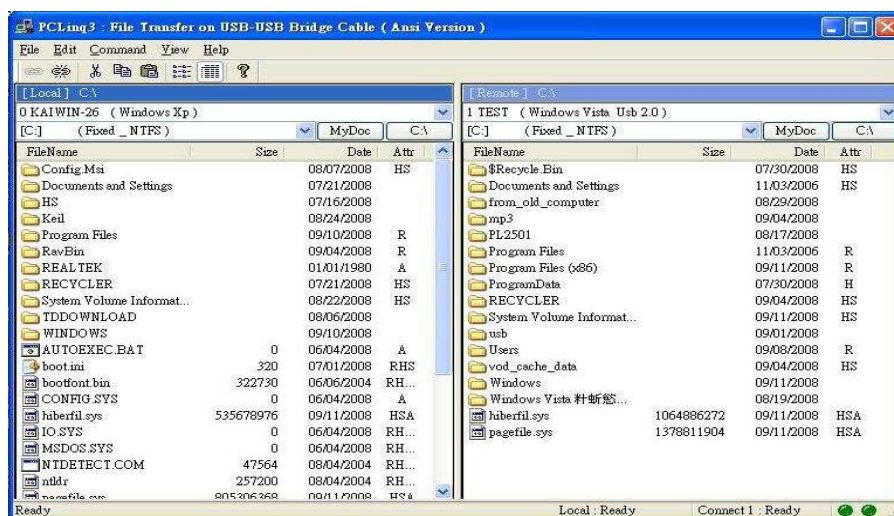 PCLinq3 : File Transfer on USB-USB Bridge Cable ( Ansi Version )
File Edit Command View Help
[Local] C:\
0 KAIWIN-26 ( Windows Xp )
[C:] ( Fixed _ NTFS ) MyDoc C:\
FileName Size Date Attr
Config.Msi 08/07/2008 HS
Documents and Settings 07/21/2008
HS 07/16/2008
Keil 08/24/2008
Program Files 09/10/2008 R
RavBin 09/04/2008 R
REALTEK 01/01/1980 A
RECYCLER 07/21/2008 HS
System Volume Informat... 08/22/2008 HS
TDDOWNLOAD 08/06/2008
WINDOWS 09/10/2008
AUTOEXEC.BAT 0 06/04/2008 A
boot.ini 320 07/01/2008 RHS
bootfont.bin 322730 06/06/2004 RH...
CONFIG.SYS 0 06/04/2008 A
hiberfil.sys 535678976 09/11/2008 HSA
IO.SYS 0 06/04/2008 RH...
MSDOS.SYS 0 06/04/2008 RH...
NTDETECT.COM 47564 08/04/2004 RH...
ntldr 257200 08/04/2004 RH...
pagefile.sys 805306368 09/11/2008 HSA
[Remote] C:\
1 TEST ( Windows Vista Usb 2.0 )
[C:] ( Fixed _ NTFS ) MyDoc C:\
FileName Size Date Attr
$Recycle.Bin 07/30/2008 HS
Documents and Settings 11/03/2006 HS
from_old_computer 08/29/2008
mp3 09/04/2008
PL2501 08/17/2008
Program Files 11/03/2006 R
Program Files (x86) 09/11/2008 R
ProgramData 07/30/2008 H
RECYCLER 09/04/2008 HS
System Volume Informat... 09/11/2008 HS
usb 09/01/2008
Users 09/08/2008 R
vod_cache_data 09/04/2008 HS
Windows 09/11/2008
Windows Vista 08/19/2008
hiberfil.sys 1064886272 09/11/2008 HSA
pagefile.sys 1378811904 09/11/2008 HSA
Ready Local : Ready Connect 1 : Ready